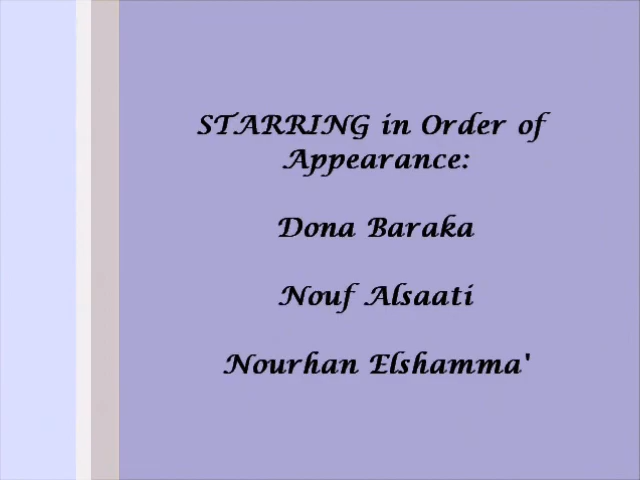 STARRING in Order of
Appearance:
Dona Baraka
Nouf Alsaati
Nourhan Elshamma'